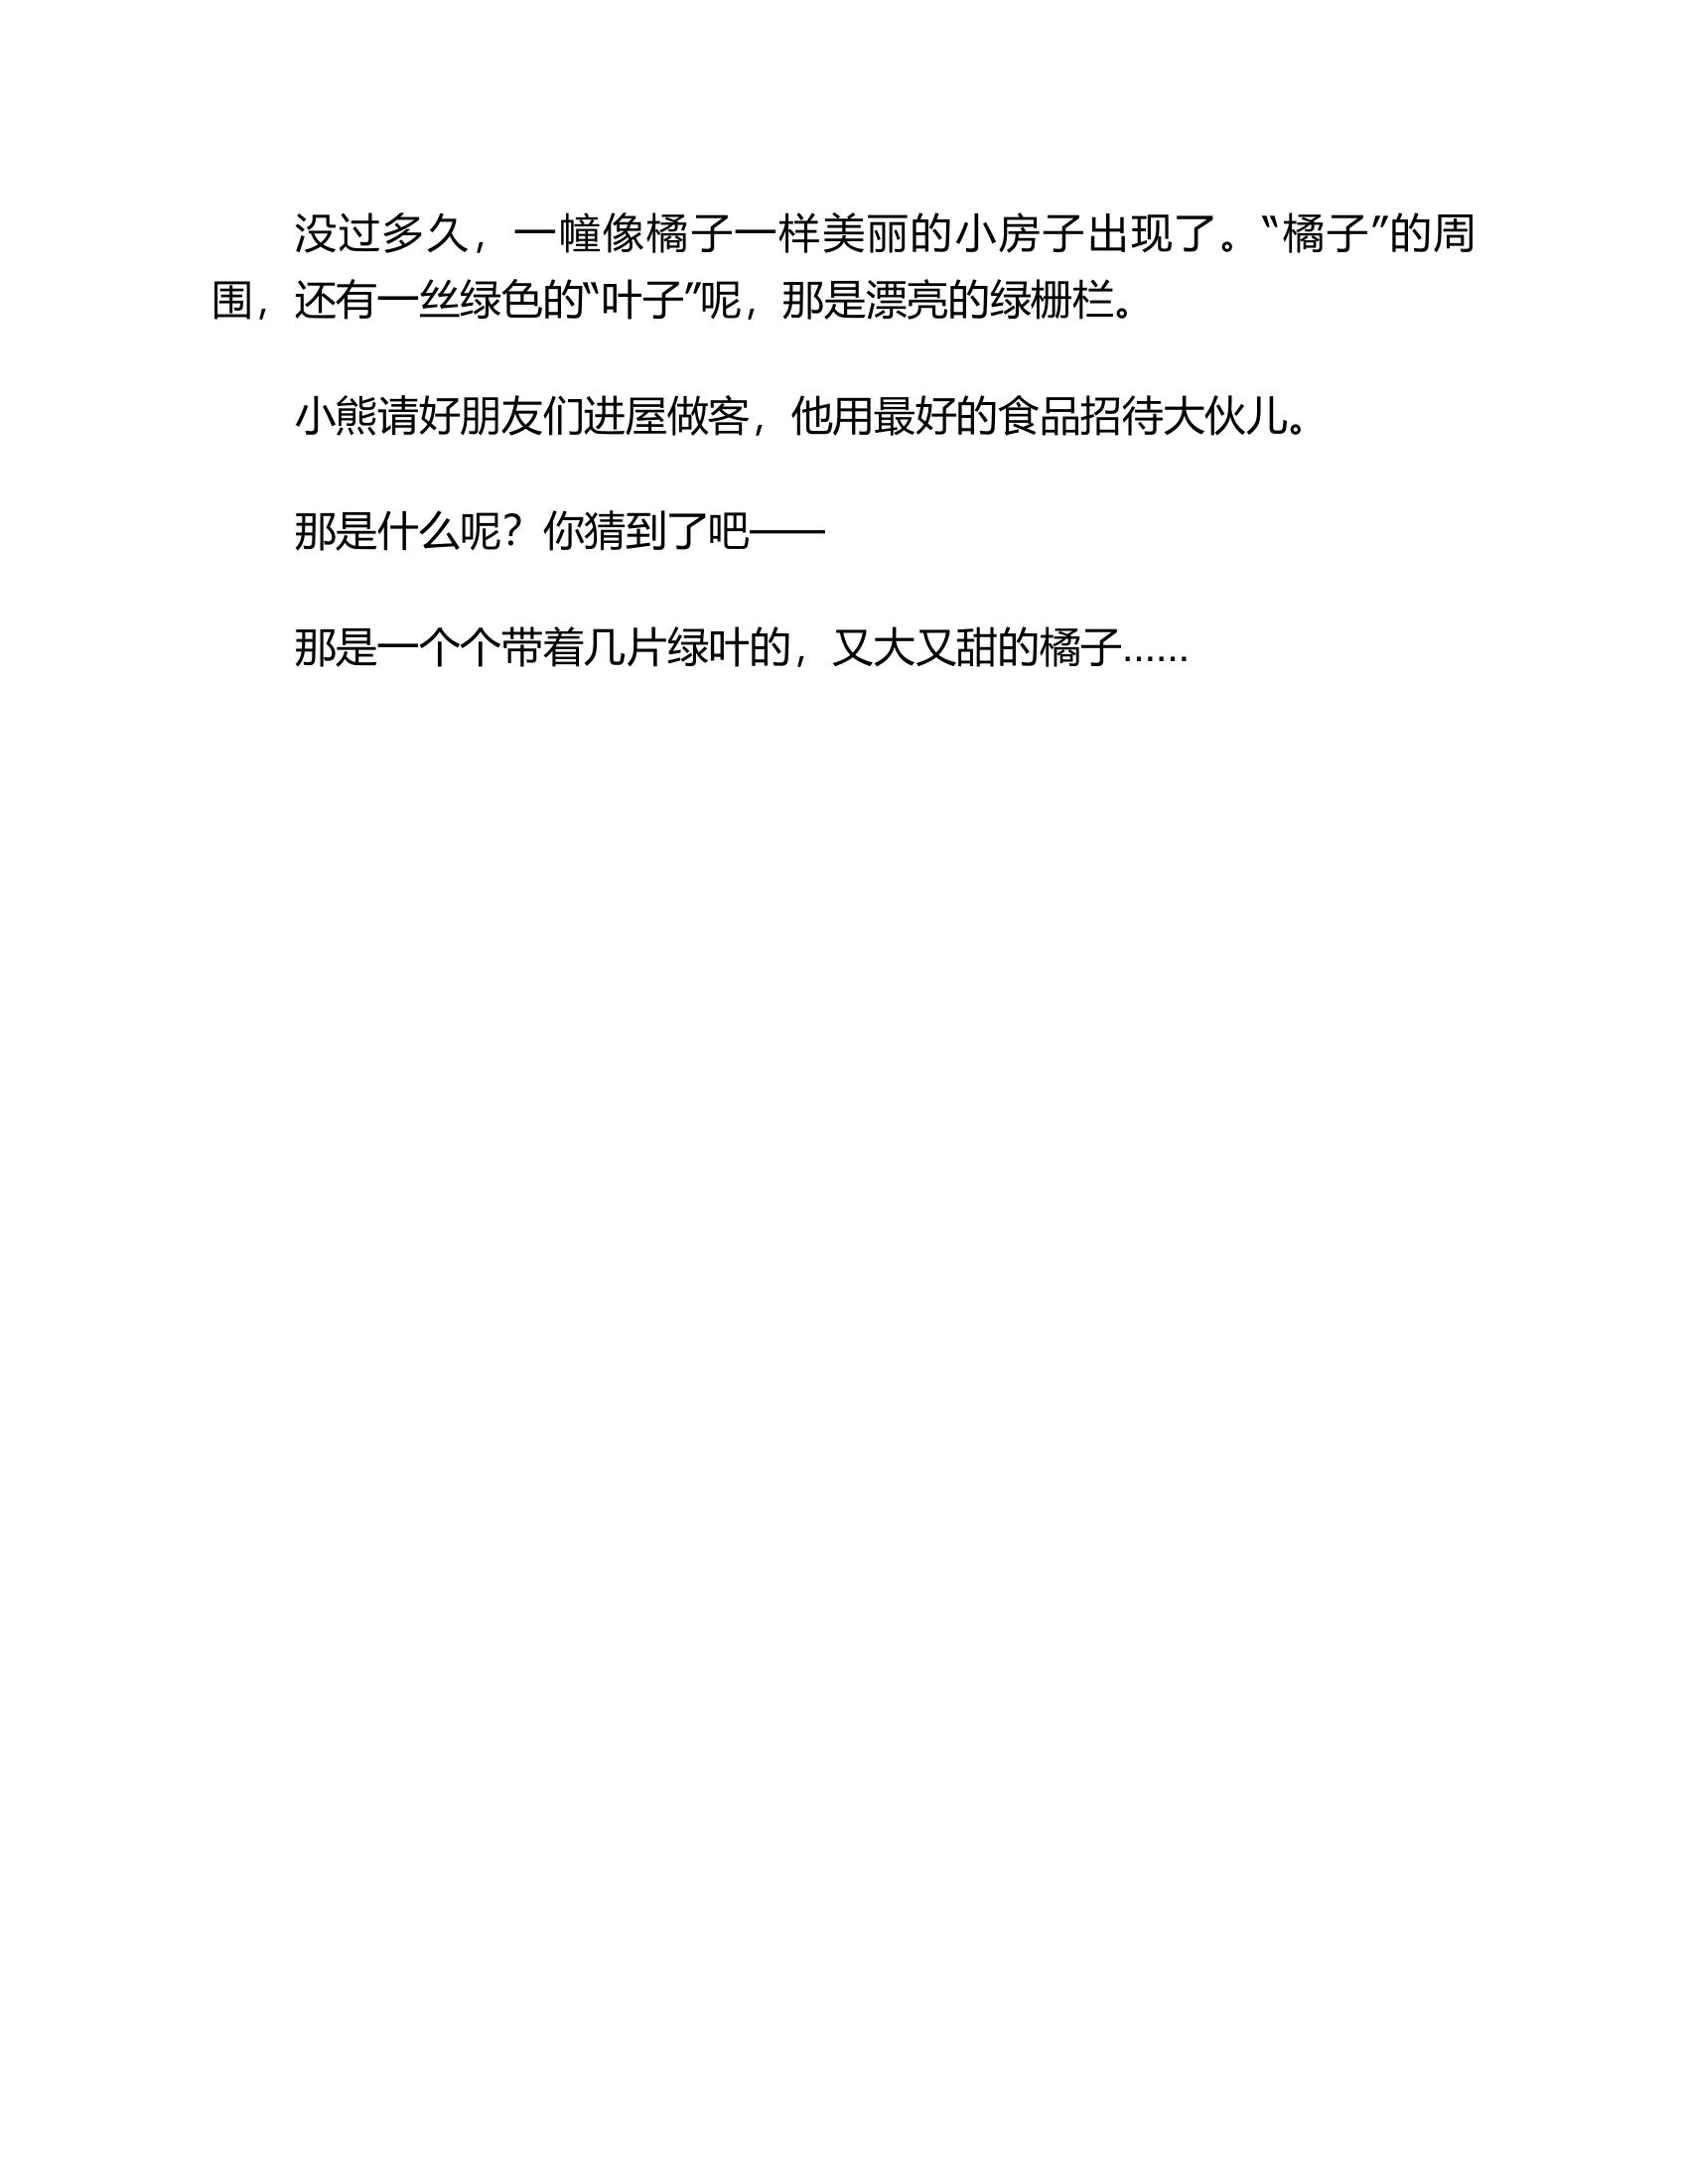 没过多久，一幢像橘子一样美丽的小房子出现了。“橘子”的周
围，还有一丝绿色的“叶子”呢，那是漂亮的绿栅栏。
小熊请好朋友们进屋做客，他用最好的食品招待大伙儿。
那是什么呢？你猜到了吧——
那是一个个带着几片绿叶的，又大又甜的橘子……